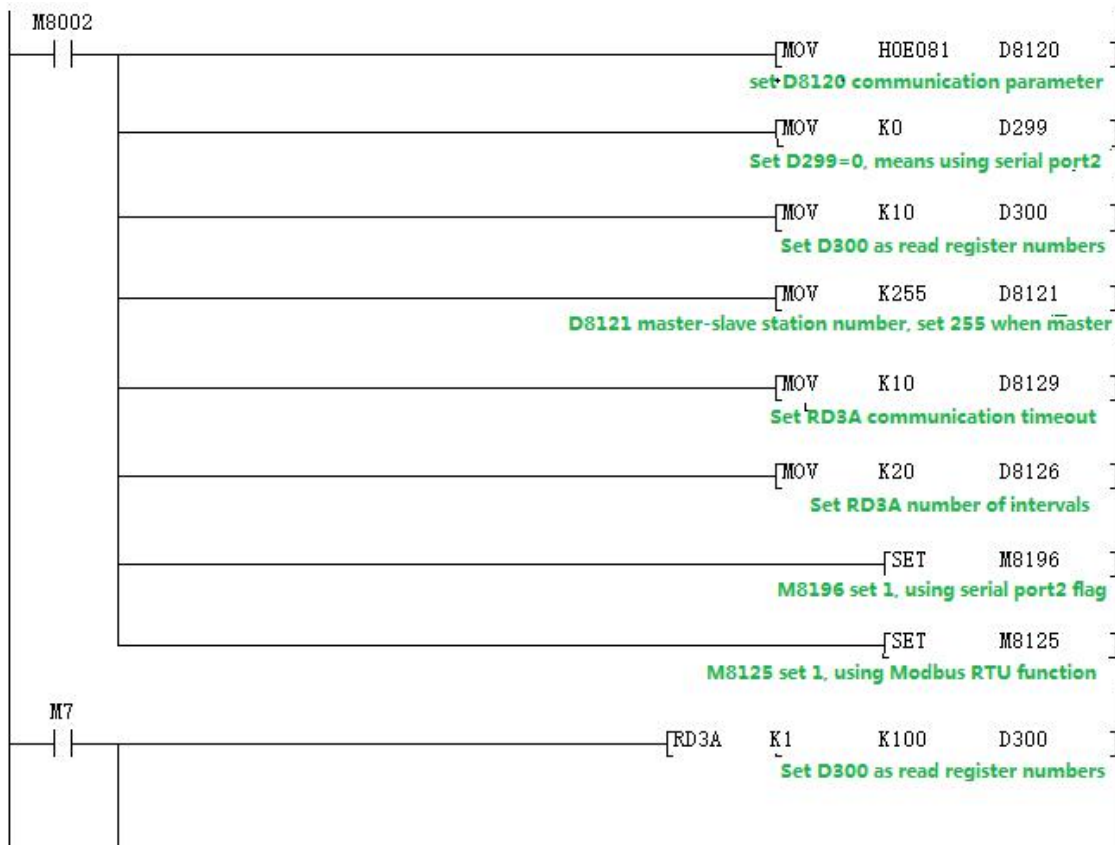 M8002
[MOV H0E081 D8120 ]
set D8120 communication parameter
[MOV K0 D299 ]
Set D299=0, means using serial port2
[MOV K10 D300 ]
Set D300 as read register numbers
[MOV K255 D8121 ]
D8121 master-slave station number, set 255 when master
[MOV K10 D8129 ]
Set RD3A communication timeout
[MOV K20 D8126 ]
Set RD3A number of intervals
[SET M8196 ]
M8196 set 1, using serial port2 flag
[SET M8125 ]
M8125 set 1, using Modbus RTU function
M7
[RD3A K1 K100 D300 ]
Set D300 as read register numbers